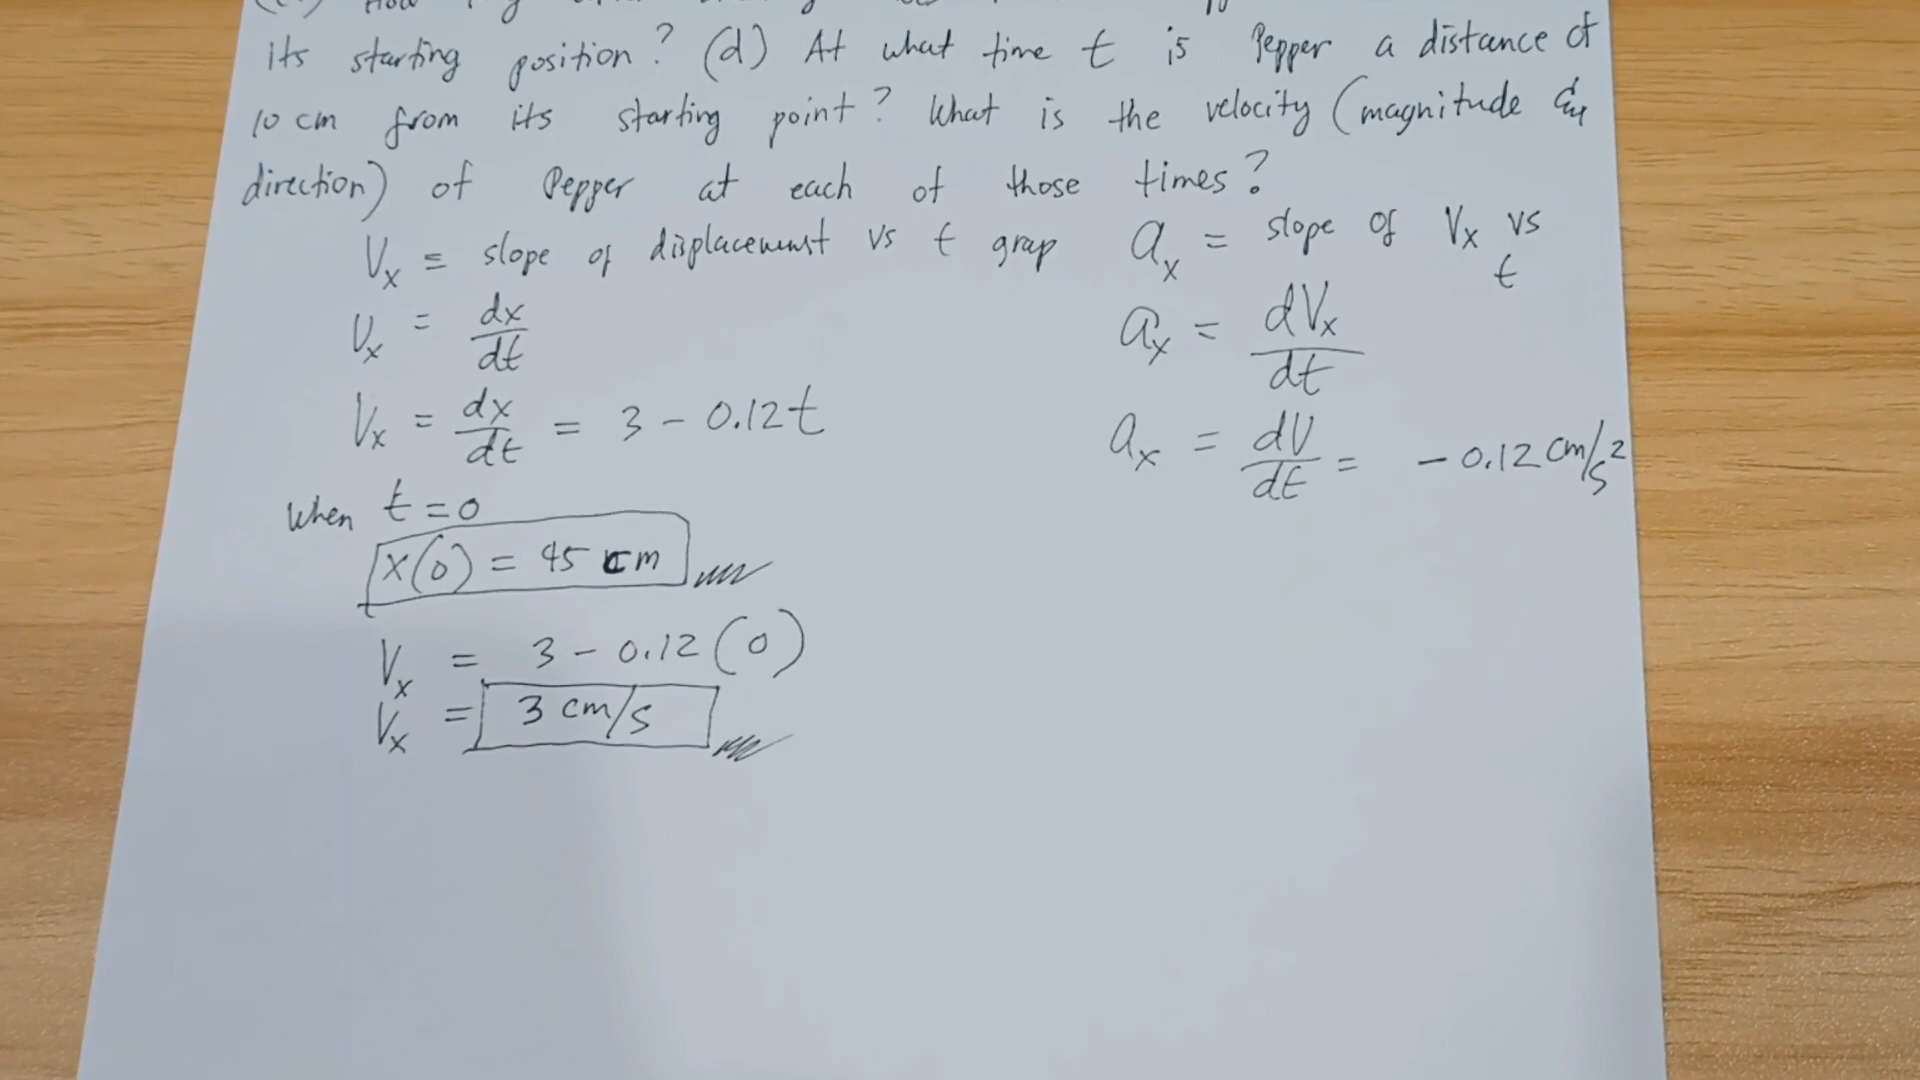 its starting position? (d) At what time t is Pepper a distance of
10 cm from its starting point? What is the velocity (magnitude &
direction) of Pepper at each of those times?
Vx = slope of displacement vs t grap
Vx = dx/dt
Vx = dx/dt = 3 - 0.12t
When t = 0
x(0) = 45 cm
Vx = 3 - 0.12(0)
Vx = 3 cm/s
ax = slope of Vx vs
t
ax = dVx/dt
ax = dV/dt = - 0.12 cm/s²